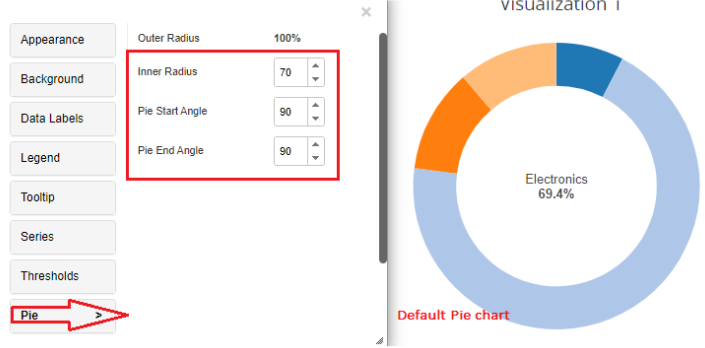 ×
Appearance
Background
Data Labels
Legend
Tooltip
Series
Thresholds
Pie >
Outer Radius 100%
Inner Radius 70
Pie Start Angle 90
Pie End Angle 90
Visualization 1
Electronics
69.4%
Default Pie chart